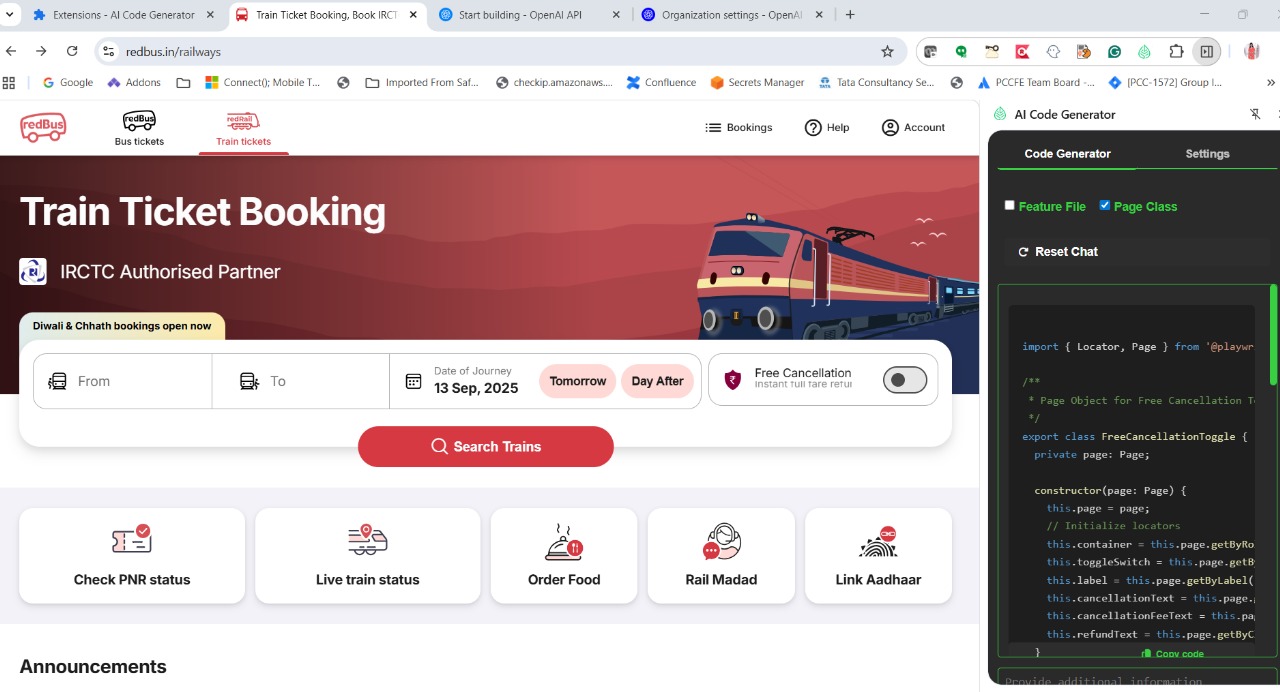 Extensions - AI Code Generator
Train Ticket Booking, Book IRCT
Start building - OpenAI API
Organization settings - OpenAI
redbus.in/railways
Google
Addons
Connect(); Mobile T...
Imported From Saf...
checkip.amazonaws....
Confluence
Secrets Manager
Tata Consultancy Se...
PCCFE Team Board -...
[PCC-1572] Group I...
redBus
redBus
Bus tickets
redRail
Train tickets
Bookings
Help
Account
Train Ticket Booking
IRCTC Authorised Partner
Diwali & Chhath bookings open now
From
To
Date of Journey
13 Sep, 2025
Tomorrow
Day After
Free Cancellation
Instant full fare refu
Search Trains
Check PNR status
Live train status
Order Food
Rail Madad
Link Aadhaar
Announcements
AI Code Generator
Code Generator
Settings
Feature File
Page Class
Reset Chat
import { Locator, Page } from '@playwr
/**
* Page Object for Free Cancellation T
*/
export class FreeCancellationToggle {
private page: Page;
constructor(page: Page) {
this.page = page;
// Initialize locators
this.container = this.page.getByRo
this.toggleSwitch = this.page.getB
this.label = this.page.getByLabel(
this.cancellationText = this.page.
this.cancellationFeeText = this.pa
this.refundText = this.page.getByC
}
Copy code
Provide additional information